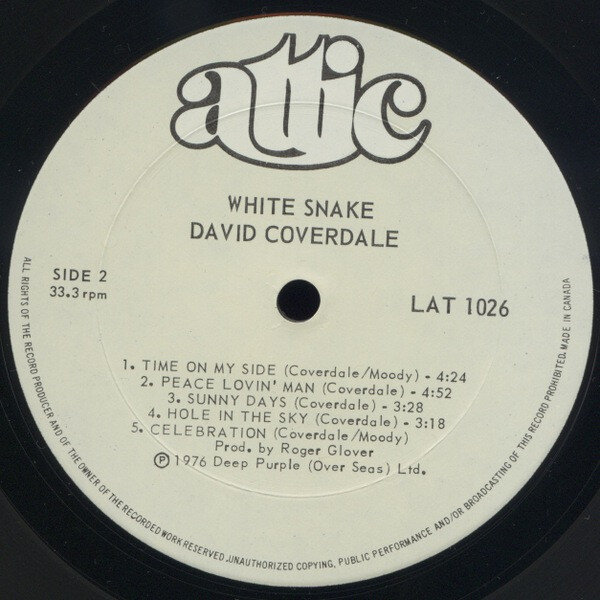 attic
WHITE SNAKE
DAVID COVERDALE
SIDE 2
33.3 rpm
LAT 1026
1. TIME ON MY SIDE (Coverdale/Moody) - 4:24
2. PEACE LOVIN' MAN (Coverdale) - 4:52
3. SUNNY DAYS (Coverdale) - 3:28
4. HOLE IN THE SKY (Coverdale) - 3:18
5. CELEBRATION (Coverdale/Moody)
Prod. by Roger Glover
Ⓟ 1976 Deep Purple (Over Seas) Ltd.
ALL RIGHTS OF THE RECORD PRODUCER AND OF THE OWNER OF THE RECORDED WORK RESERVED, UNAUTHORIZED COPYING, PUBLIC PERFORMANCE AND/OR BROADCASTING OF THIS RECORD PROHIBITED. MADE IN CANADA